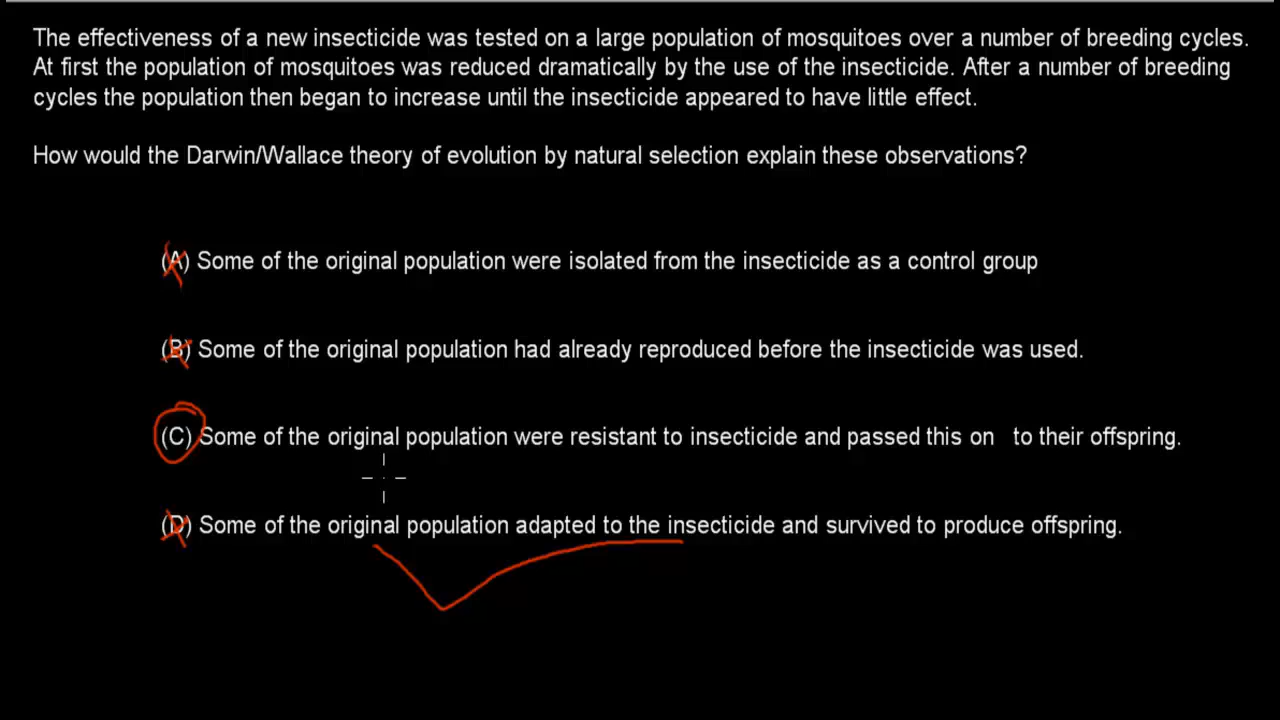 The effectiveness of a new insecticide was tested on a large population of mosquitoes over a number of breeding cycles.
At first the population of mosquitoes was reduced dramatically by the use of the insecticide. After a number of breeding
cycles the population then began to increase until the insecticide appeared to have little effect.
How would the Darwin/Wallace theory of evolution by natural selection explain these observations?
(A) Some of the original population were isolated from the insecticide as a control group
(B) Some of the original population had already reproduced before the insecticide was used.
(C) Some of the original population were resistant to insecticide and passed this on to their offspring.
(D) Some of the original population adapted to the insecticide and survived to produce offspring.